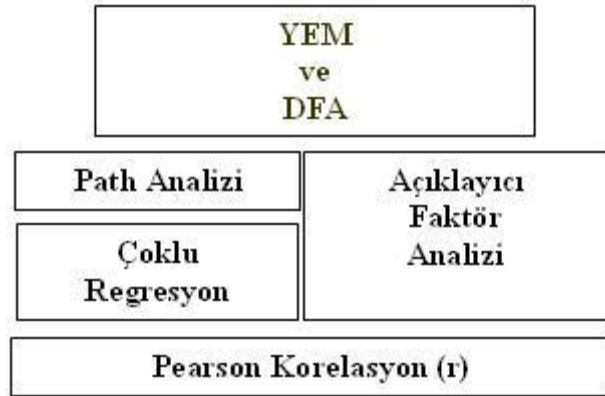 YEM
ve
DFA
Path Analizi
Çoklu
Regresyon
Açıklayıcı
Faktör
Analizi
Pearson Korelasyon (r)